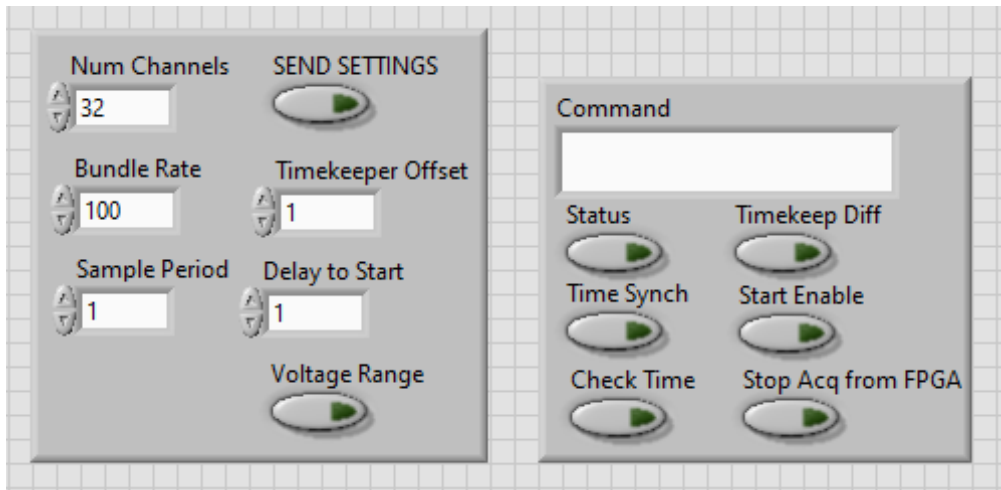 Num Channels
SEND SETTINGS
32
Bundle Rate
Timekeeper Offset
100
1
Sample Period
Delay to Start
1
1
Voltage Range
Command
Status
Timekeep Diff
Time Synch
Start Enable
Check Time
Stop Acq from FPGA